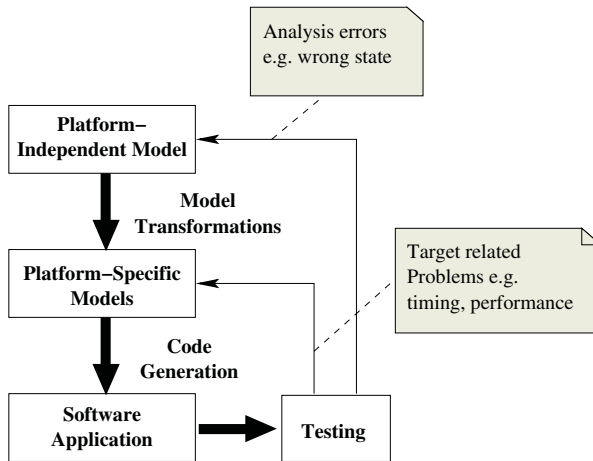 Analysis errors
e.g. wrong state
Platform−
Independent Model
Model
Transformations
Target related
Problems e.g.
timing, performance
Platform−Specific
Models
Code
Generation
Software
Application
Testing